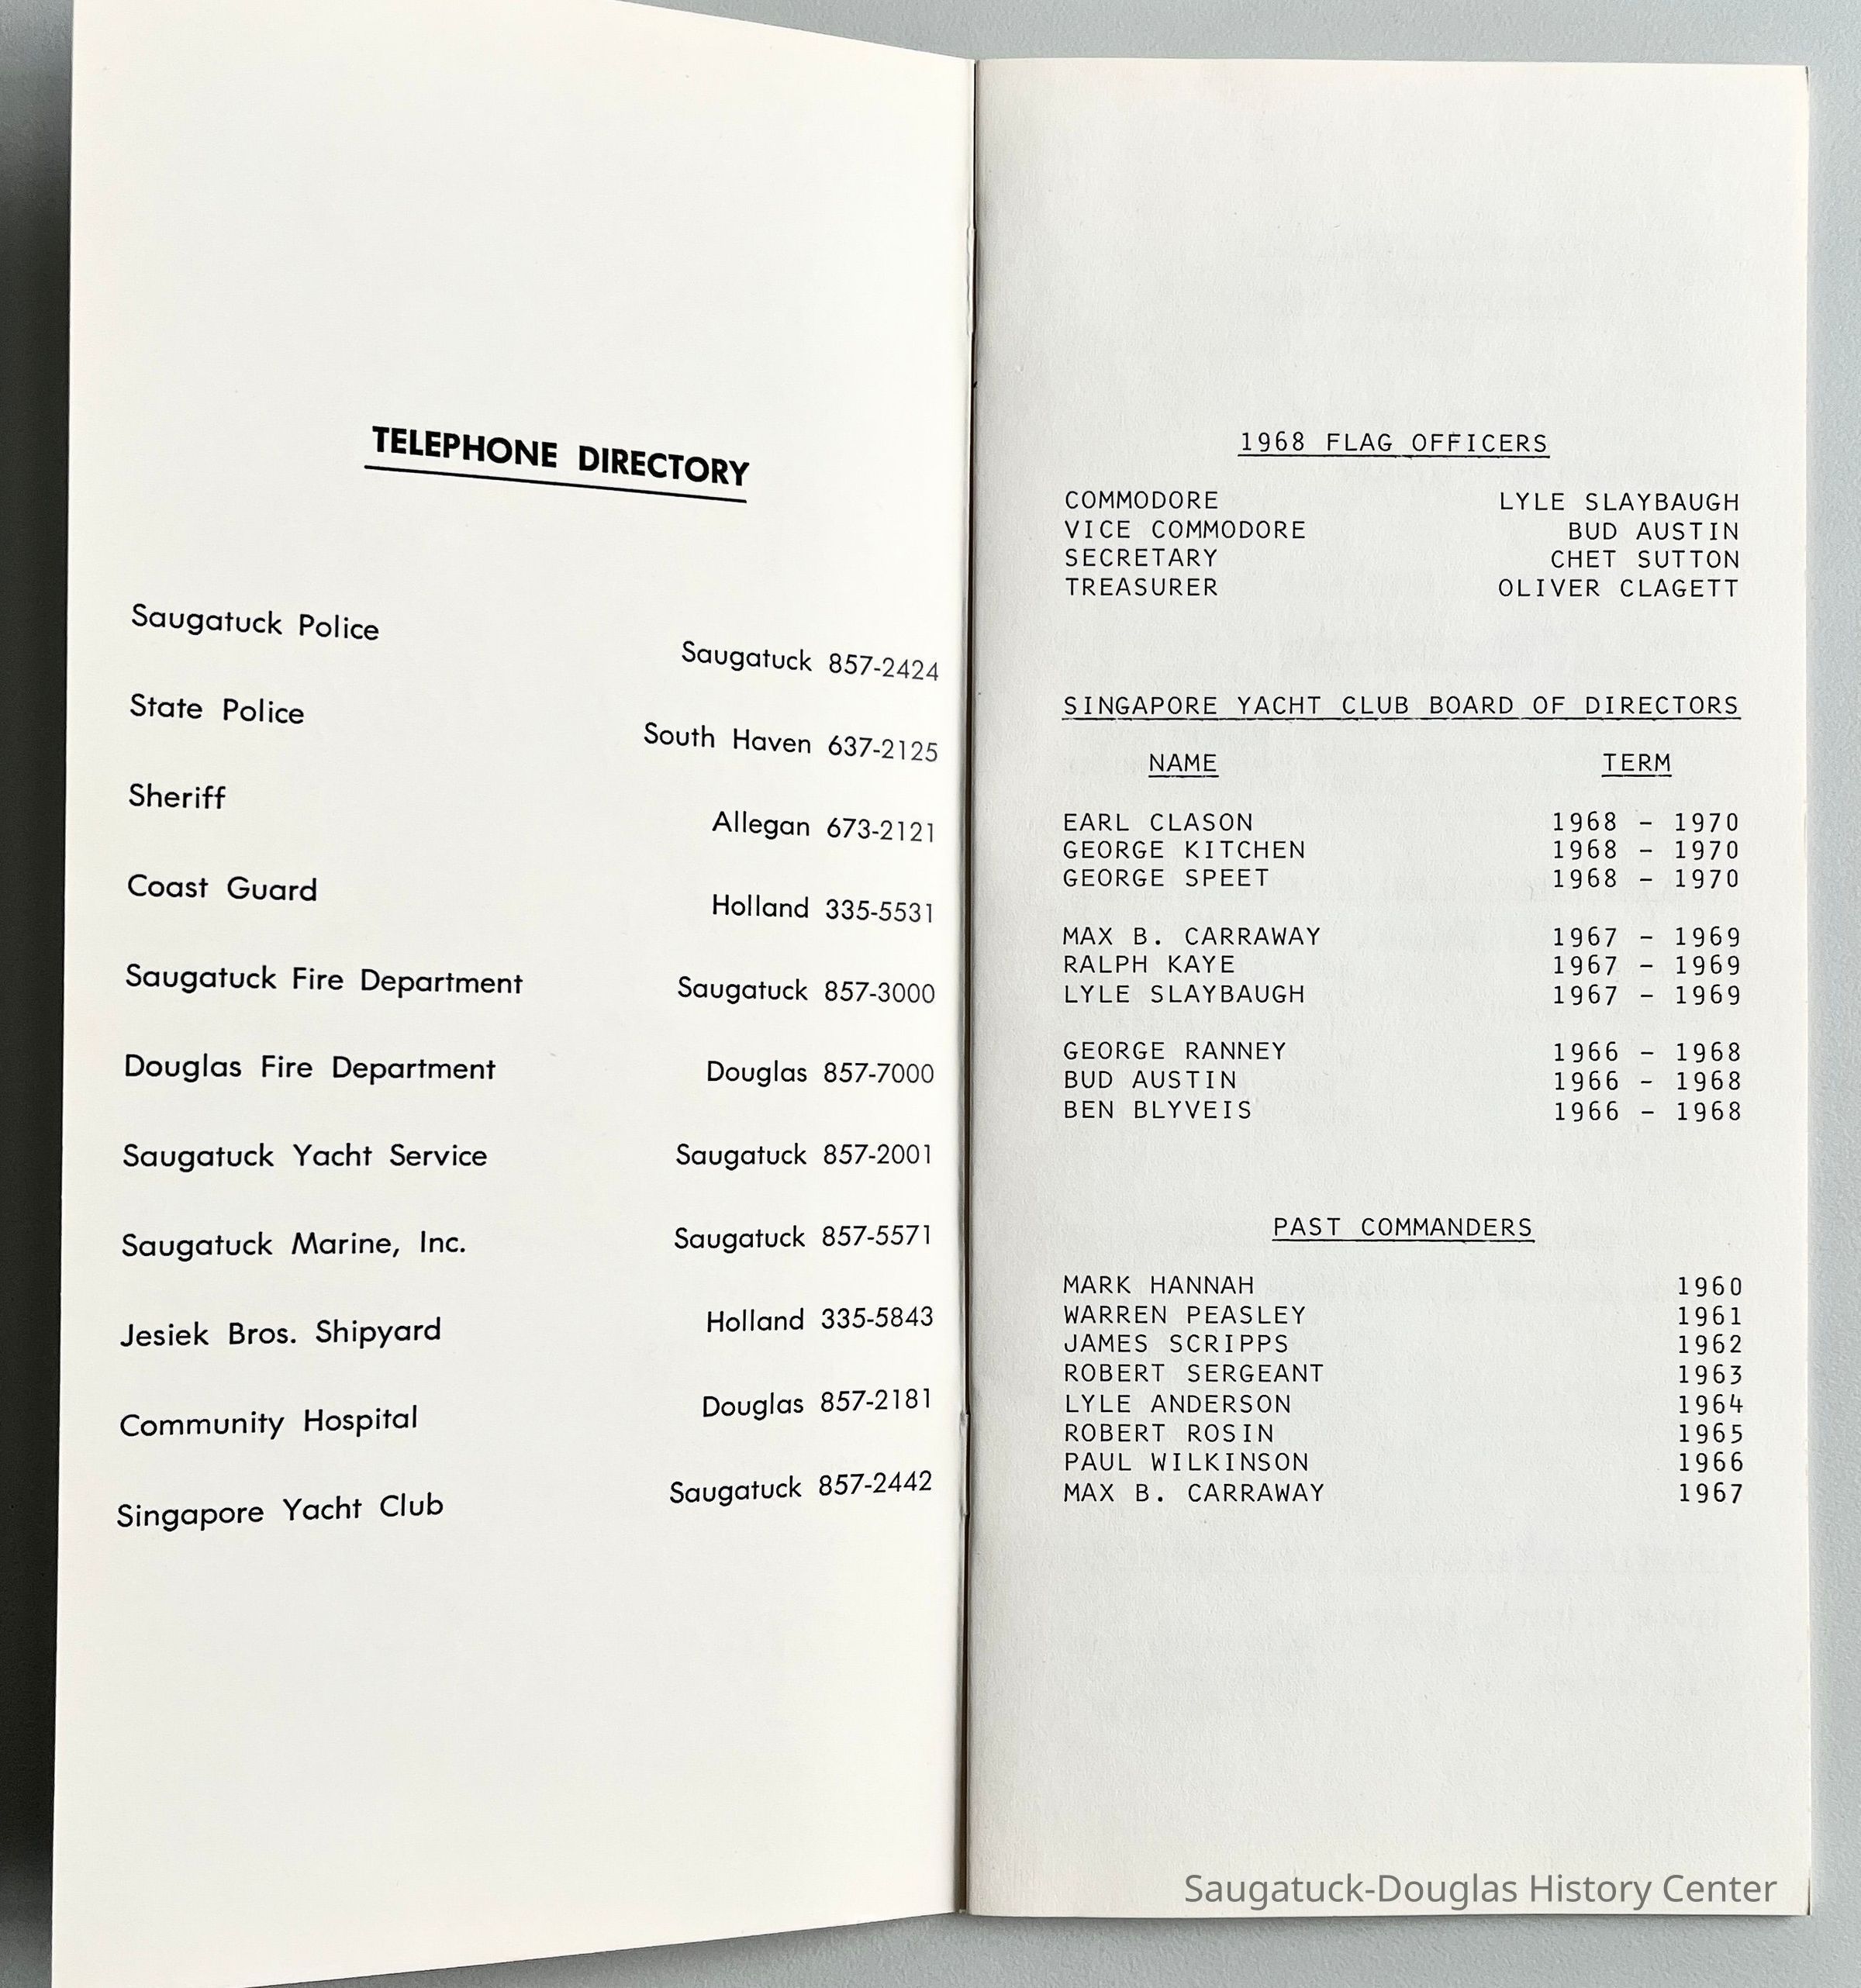 TELEPHONE DIRECTORY
Saugatuck Police Saugatuck 857-2424
State Police South Haven 637-2125
Sheriff Allegan 673-2121
Coast Guard Holland 335-5531
Saugatuck Fire Department Saugatuck 857-3000
Douglas Fire Department Douglas 857-7000
Saugatuck Yacht Service Saugatuck 857-2001
Saugatuck Marine, Inc. Saugatuck 857-5571
Jesiek Bros. Shipyard Holland 335-5843
Community Hospital Douglas 857-2181
Singapore Yacht Club Saugatuck 857-2442
1968 FLAG OFFICERS
COMMODORE LYLE SLAYBAUGH
VICE COMMODORE BUD AUSTIN
SECRETARY CHET SUTTON
TREASURER OLIVER CLAGETT
SINGAPORE YACHT CLUB BOARD OF DIRECTORS
NAME TERM
EARL CLASON 1968 - 1970
GEORGE KITCHEN 1968 - 1970
GEORGE SPEET 1968 - 1970
MAX B. CARRAWAY 1967 - 1969
RALPH KAYE 1967 - 1969
LYLE SLAYBAUGH 1967 - 1969
GEORGE RANNEY 1966 - 1968
BUD AUSTIN 1966 - 1968
BEN BLYVEIS 1966 - 1968
PAST COMMANDERS
MARK HANNAH 1960
WARREN PEASLEY 1961
JAMES SCRIPPS 1962
ROBERT SERGEANT 1963
LYLE ANDERSON 1964
ROBERT ROSIN 1965
PAUL WILKINSON 1966
MAX B. CARRAWAY 1967
Saugatuck-Douglas History Center